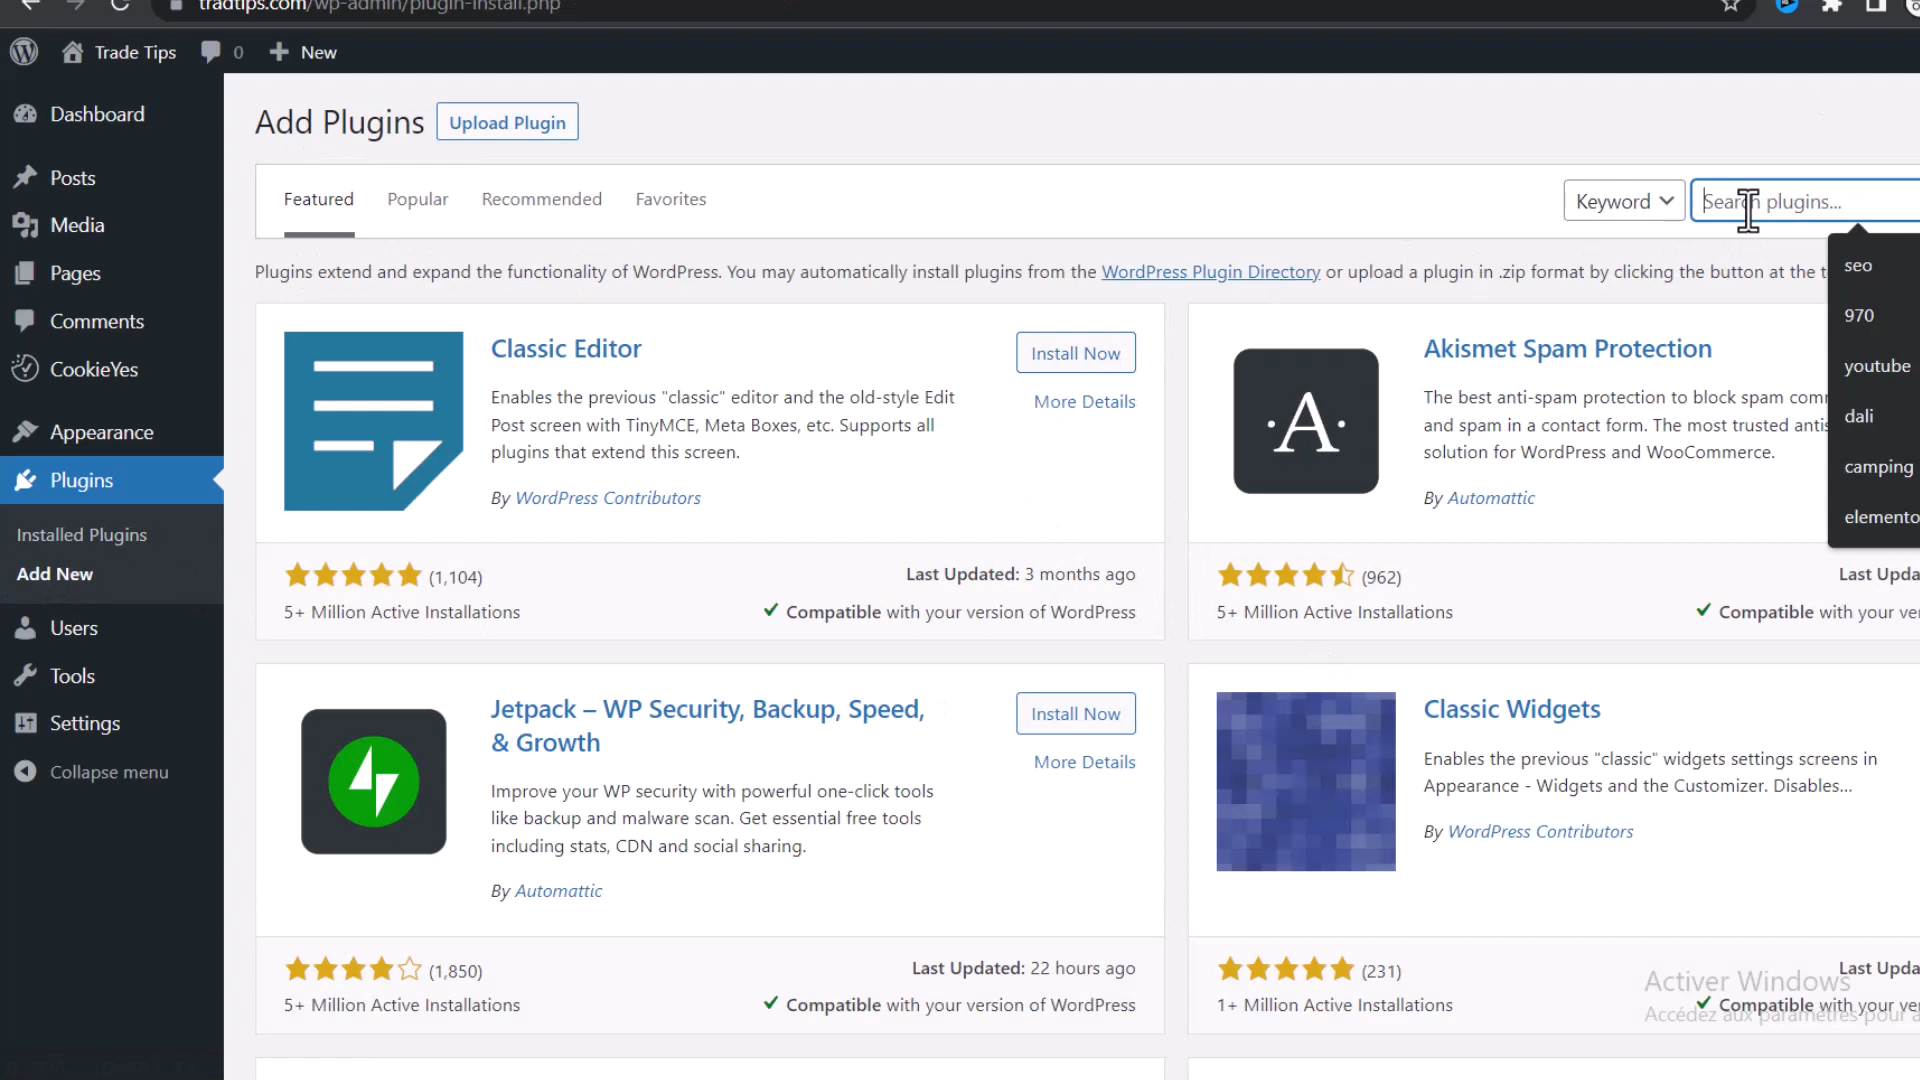 tradtips.com/wp-admin/plugin-install.php
Trade Tips 0 New
Dashboard
Posts
Media
Pages
Comments
CookieYes
Appearance
Plugins
Installed Plugins
Add New
Users
Tools
Settings
Collapse menu
Add Plugins Upload Plugin
Featured Popular Recommended Favorites Keyword Search plugins...
Plugins extend and expand the functionality of WordPress. You may automatically install plugins from the WordPress Plugin Directory or upload a plugin in .zip format by clicking the button at the
seo
970
youtube
dali
camping
elemento
Classic Editor
Install Now
More Details
Enables the previous "classic" editor and the old-style Edit
Post screen with TinyMCE, Meta Boxes, etc. Supports all
plugins that extend this screen.
By WordPress Contributors
(1,104)
Last Updated: 3 months ago
5+ Million Active Installations
Compatible with your version of WordPress
Akismet Spam Protection
·A·
The best anti-spam protection to block spam
and spam in a contact form. The most trusted
solution for WordPress and WooCommerce.
By Automattic
(962)
Last
5+ Million Active Installations
Compatible with your
Jetpack – WP Security, Backup, Speed,
& Growth
Install Now
More Details
Improve your WP security with powerful one-click tools
like backup and malware scan. Get essential free tools
including stats, CDN and social sharing.
By Automattic
(1,850)
Last Updated: 22 hours ago
5+ Million Active Installations
Compatible with your version of WordPress
Classic Widgets
Enables the previous "classic" widgets settings screens in
Appearance - Widgets and the Customizer. Disables...
By WordPress Contributors
(231)
Last
1+ Million Active Installations
Compatible with your
Activer Windows
Accédez aux paramètres pour